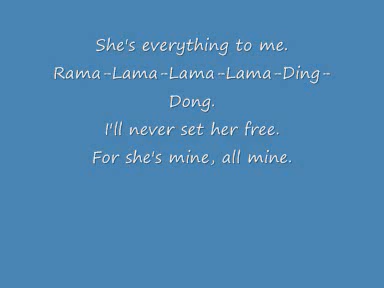 She's everything to me.
Rama-Lama-Lama-Lama-Ding-
Dong.
I'll never set her free.
For she's mine, all mine.